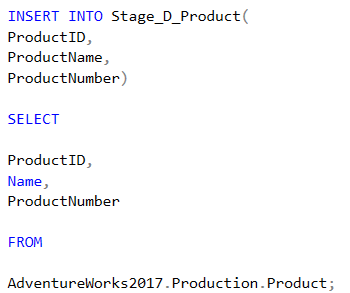 INSERT INTO Stage_D_Product(
ProductID,
ProductName,
ProductNumber)
SELECT
ProductID,
Name,
ProductNumber
FROM
AdventureWorks2017.Production.Product;